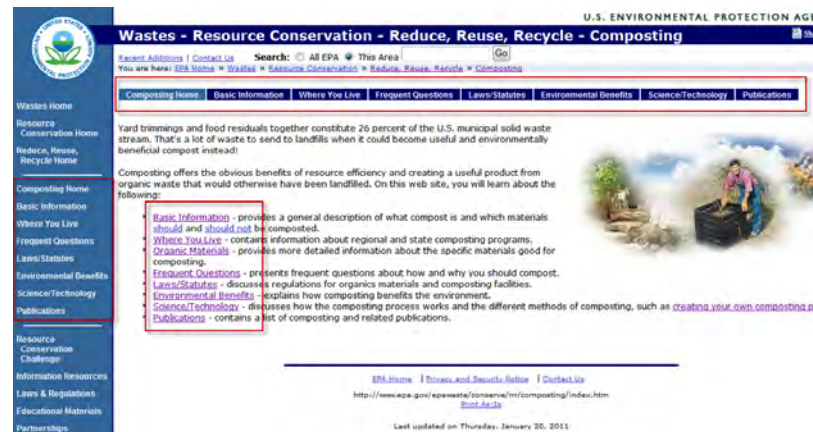 U.S. ENVIRONMENTAL PROTECTION AGE
Wastes - Resource Conservation - Reduce, Reuse, Recycle - Composting
Recent Additions | Contact Us Search: All EPA This Area Go
You are here: EPA Home » Wastes » Resource Conservation » Reduce, Reuse, Recycle » Composting
Composting Home Basic Information Where You Live Frequent Questions Laws/Statutes Environmental Benefits Science/Technology Publications
Wastes Home
Resource
Conservation Home
Reduce, Reuse,
Recycle Home
Composting Home
Basic Information
Where You Live
Frequent Questions
Laws/Statutes
Environmental Benefits
Science/Technology
Publications
Resource
Conservation
Challenge
Information Resources
Laws & Regulations
Educational Materials
Partnerships
Yard trimmings and food residuals together constitute 26 percent of the U.S. municipal solid waste
stream. That's a lot of waste to send to landfills when it could become useful and environmentally
beneficial compost instead!
Composting offers the obvious benefits of resource efficiency and creating a useful product from
organic waste that would otherwise have been landfilled. On this web site, you will learn about the
following:
Basic Information - provides a general description of what compost is and which materials
should and should not be composted.
Where You Live - contains information about regional and state composting programs.
Organic Materials - provides more detailed information about the specific materials good for
composting.
Frequent Questions - presents frequent questions about how and why you should compost.
Laws/Statutes - discusses regulations for organics materials and composting facilities.
Environmental Benefits - explains how composting benefits the environment.
Science/Technology - discusses how the composting process works and the different methods of composting, such as creating your own composting p
Publications - contains a list of composting and related publications.
EPA Home | Privacy and Security Notice | Contact Us
http://www.epa.gov/epawaste/conserve/rrr/composting/index.htm
Print As-Is
Last updated on Thursday, January 20, 2011